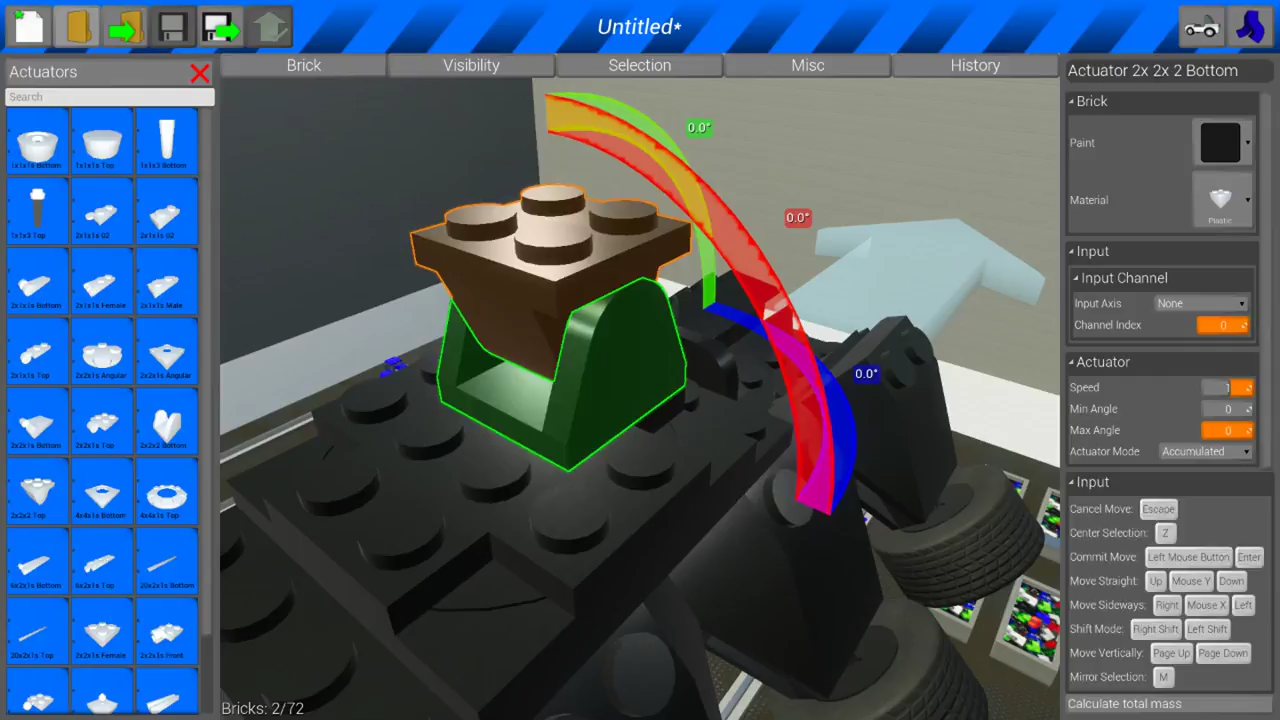 Untitled*
Actuators
Search
1x1x1s Bottom
1x1x1s Top
1x1x3 Bottom
1x1x3 Top
2x1x1s 02
2x1x1s 02
2x1x1s Bottom
2x1x1s Female
2x1x1s Male
2x1x1s Top
2x2x1s Angular
2x2x1s Angular
2x2x1s Bottom
2x2x1s Top
2x2x2 Bottom
2x2x2 Top
4x4x1s Bottom
4x4x1s Top
6x2x1s Bottom
6x2x1s Top
20x2x1s Bottom
20x2x1s Top
2x2x1s Female
2x2x1s Front
Brick
Visibility
Selection
Misc
History
0.0°
0.0°
0.0°
Bricks: 2/72
Actuator 2x 2x 2 Bottom
Brick
Paint
Material
Plastic
Input
Input Channel
Input Axis None
Channel Index 0
Actuator
Speed 1
Min Angle 0
Max Angle 0
Actuator Mode Accumulated
Input
Cancel Move: Escape
Center Selection: Z
Commit Move: Left Mouse Button Enter
Move Straight: Up Mouse Y Down
Move Sideways: Right Mouse X Left
Shift Mode: Right Shift Left Shift
Move Vertically: Page Up Page Down
Mirror Selection: M
Calculate total mass